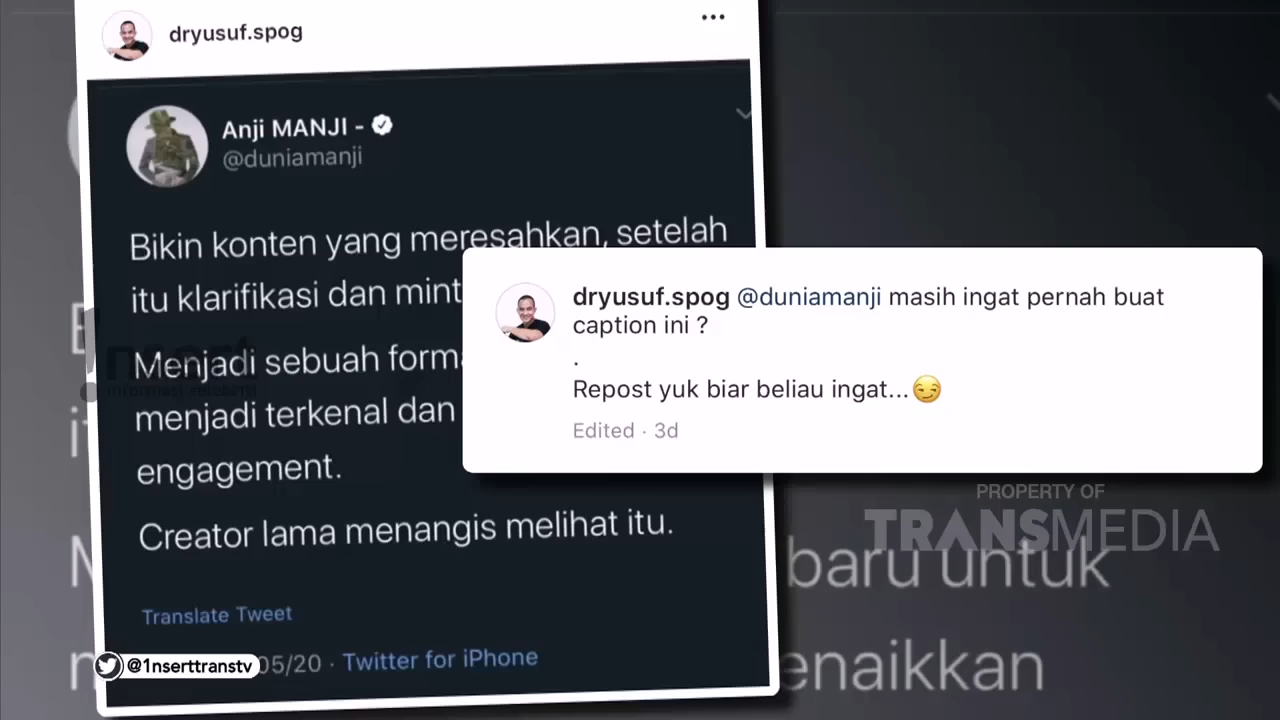 dryusuf.spog
Anji MANJI -
@duniamanji
Bikin konten yang meresahkan, setelah
itu klarifikasi dan mint
Menjadi sebuah forma
menjadi terkenal dan
engagement.
Creator lama menangis melihat itu.
Translate Tweet
05/20 · Twitter for iPhone
dryusuf.spog @duniamanji masih ingat pernah buat
caption ini ?
.
Repost yuk biar beliau ingat...😏
Edited · 3d
PROPERTY OF
TRANSMEDIA
baru untuk
enaikkan
1nsert
@1nserttranstv